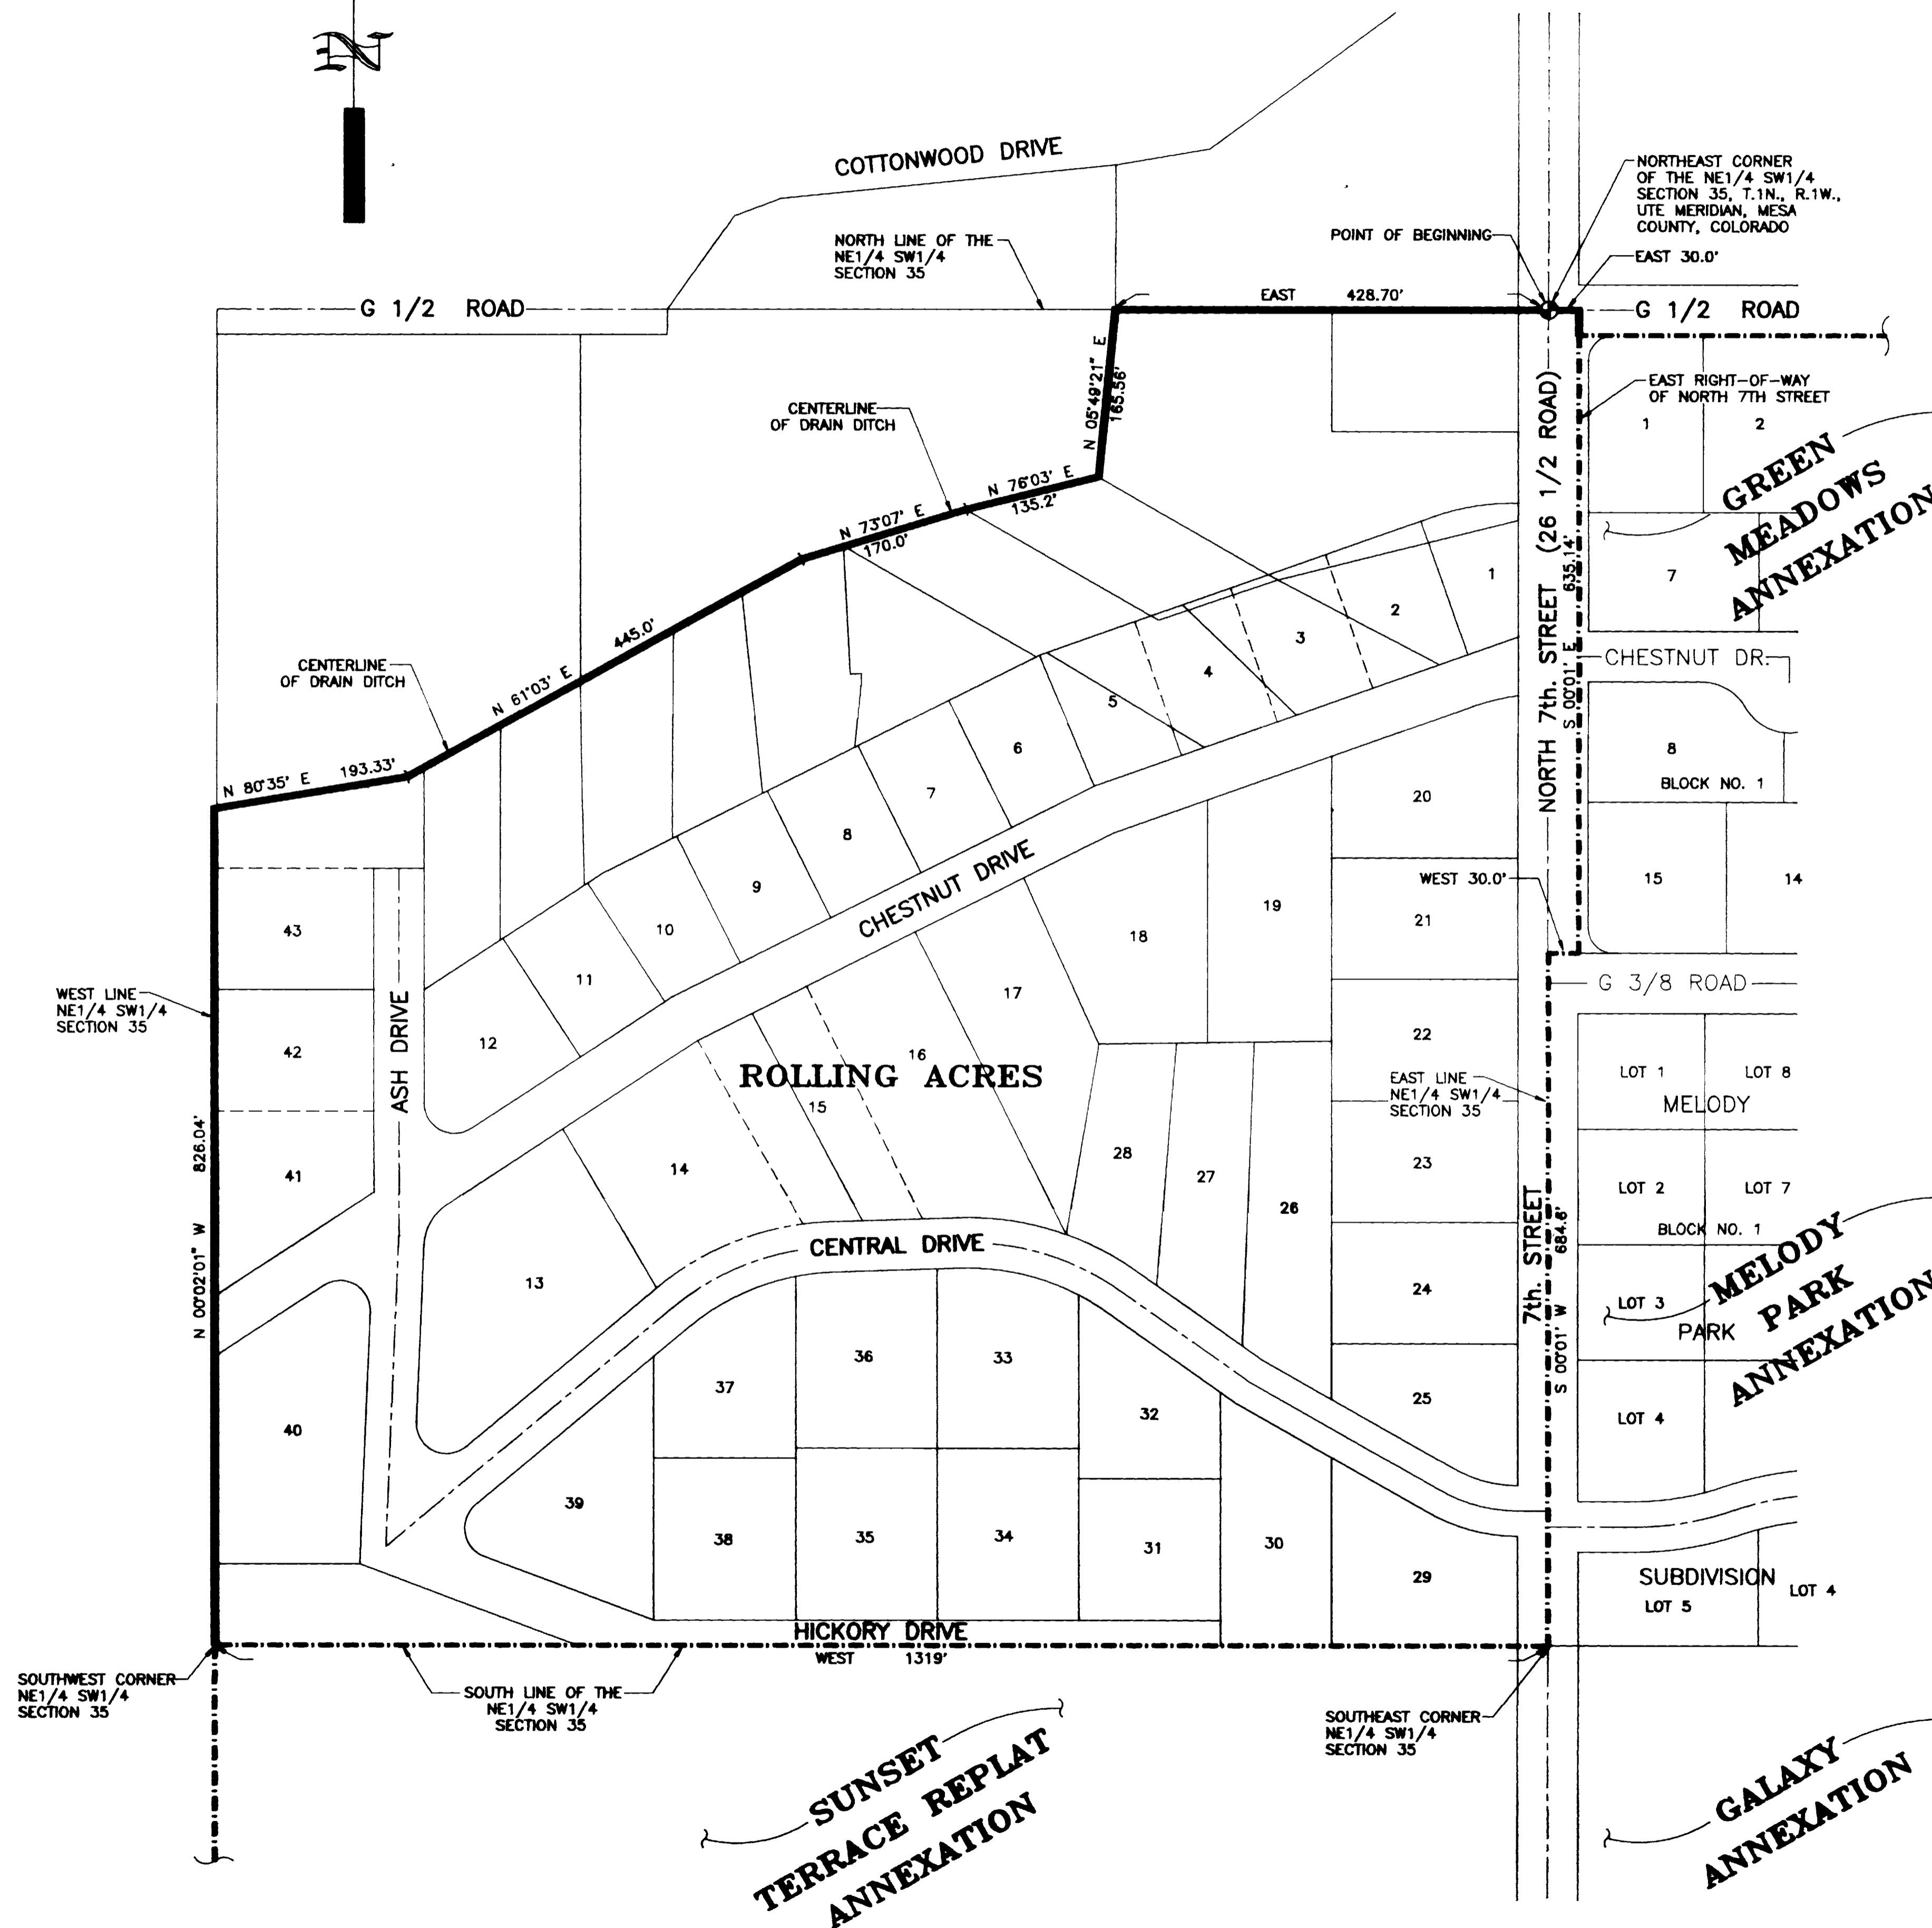 N
COTTONWOOD DRIVE
NORTHEAST CORNER
OF THE NE1/4 SW1/4
SECTION 35, T.1N., R.1W.,
UTE MERIDIAN, MESA
COUNTY, COLORADO
NORTH LINE OF THE
NE1/4 SW1/4
SECTION 35
POINT OF BEGINNING
EAST 30.0'
G 1/2 ROAD
EAST 428.70'
G 1/2 ROAD
N 05°49'21" E
165.56'
CENTERLINE
OF DRAIN DITCH
EAST RIGHT-OF-WAY
OF NORTH 7TH STREET
1
2
GREEN
MEADOWS
ANNEXATION
N 76°03' E
135.2'
N 73°07' E
170.0'
NORTH 7th. STREET (26 1/2 ROAD)
S 00°01' E 635.14'
7
1
2
3
4
5
6
7
8
9
10
11
12
445.0'
N 61°03' E
CENTERLINE
OF DRAIN DITCH
CHESTNUT DR.
8
BLOCK NO. 1
N 80°35' E 193.33'
CHESTNUT DRIVE
20
WEST 30.0'
15
14
43
19
21
18
17
WEST LINE
NE1/4 SW1/4
SECTION 35
ASH DRIVE
G 3/8 ROAD
42
22
16
ROLLING ACRES
15
EAST LINE
NE1/4 SW1/4
SECTION 35
LOT 1
LOT 8
MELODY
N 00°02'01" W 826.04'
41
14
28
27
26
23
7th. STREET
S 00°01' W 684.6'
LOT 2
LOT 7
BLOCK NO. 1
CENTRAL DRIVE
13
24
LOT 3
PARK
MELODY
PARK
ANNEXATION
36
33
37
32
25
LOT 4
40
39
38
35
34
31
30
29
SUBDIVISION
LOT 5
LOT 4
HICKORY DRIVE
WEST 1319'
SOUTHWEST CORNER
NE1/4 SW1/4
SECTION 35
SOUTH LINE OF THE
NE1/4 SW1/4
SECTION 35
SOUTHEAST CORNER
NE1/4 SW1/4
SECTION 35
SUNSET
TERRACE REPLAT
ANNEXATION
GALAXY
ANNEXATION